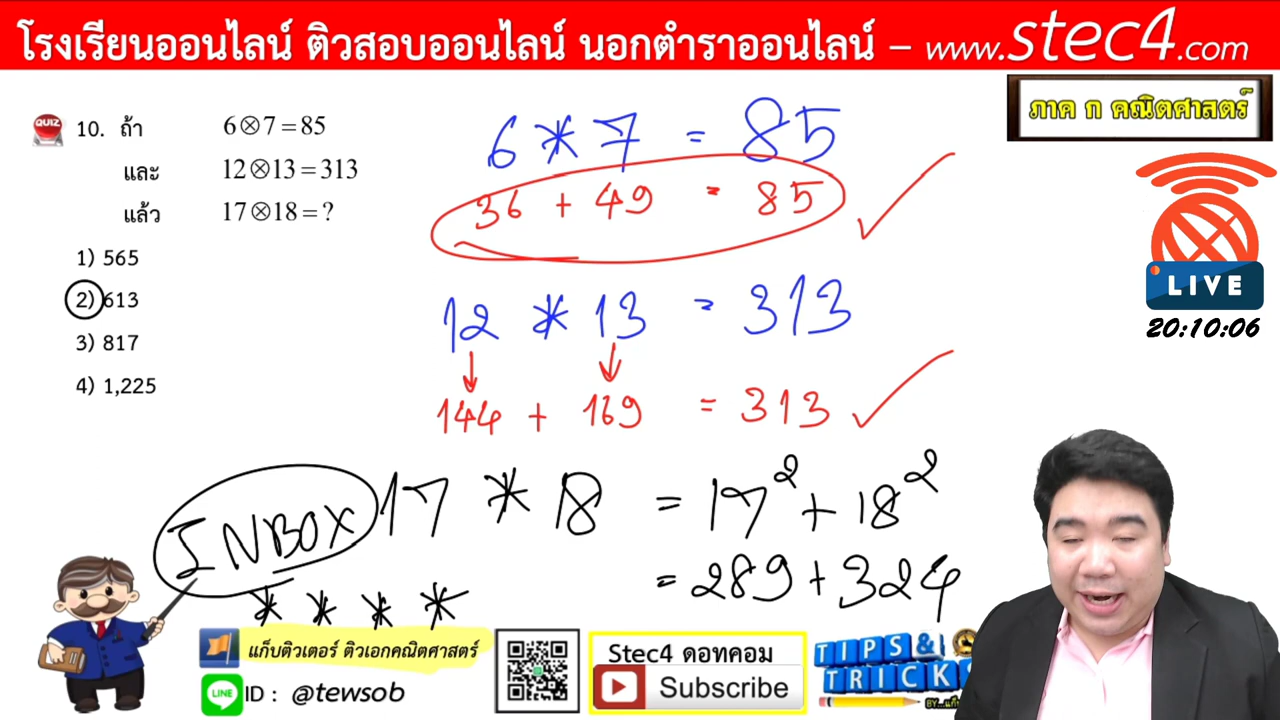 โรงเรียนออนไลน์ ติวสอบออนไลน์ นอกตำราออนไลน์ – www.stec4.com
ภาค ก คณิตศาสตร์
QUIZ
10. ถ้า 6⊗7=85
และ 12⊗13=313
แล้ว 17⊗18=?
1) 565
2) 613
3) 817
4) 1,225
6 * 7 = 85
36 + 49 = 85
12 * 13 = 313
144 + 169 = 313
INBOX
17 * 18 = 17² + 18²
= 289 + 324
* * * *
LIVE
20:10:06
แก็บติวเตอร์ ติวเอกคณิตศาสตร์
LINE ID : @tewsob
Stec4 ดอทคอม
Subscribe
TIPS &
TRICK